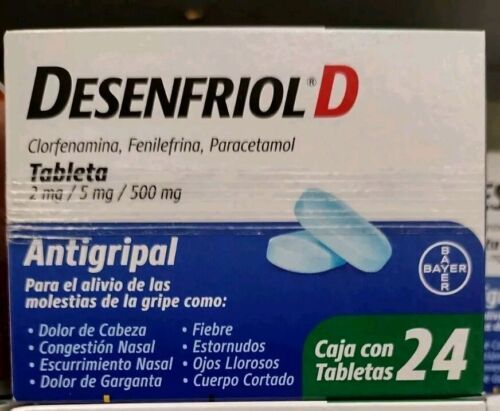 DESENFRIOL® D
Clorfenamina, Fenilefrina, Paracetamol
Tableta
2 mg / 5 mg / 500 mg
Antigripal
Para el alivio de las
molestias de la gripe como:
• Dolor de Cabeza
• Congestión Nasal
• Escurrimiento Nasal
• Dolor de Garganta
• Fiebre
• Estornudos
• Ojos Llorosos
• Cuerpo Cortado
BAYER
BAYER
Caja con
Tabletas 24